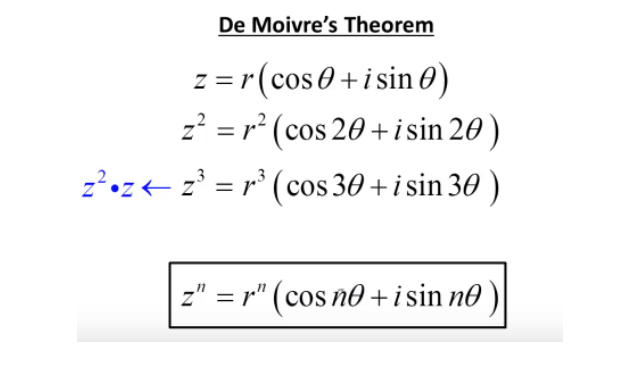 De Moivre's Theorem
z = r(cos θ + i sin θ)
z² = r² (cos 2θ + i sin 2θ )
z² • z ← z³ = r³ (cos 3θ + i sin 3θ )
zⁿ = rⁿ (cos nθ + i sin nθ )